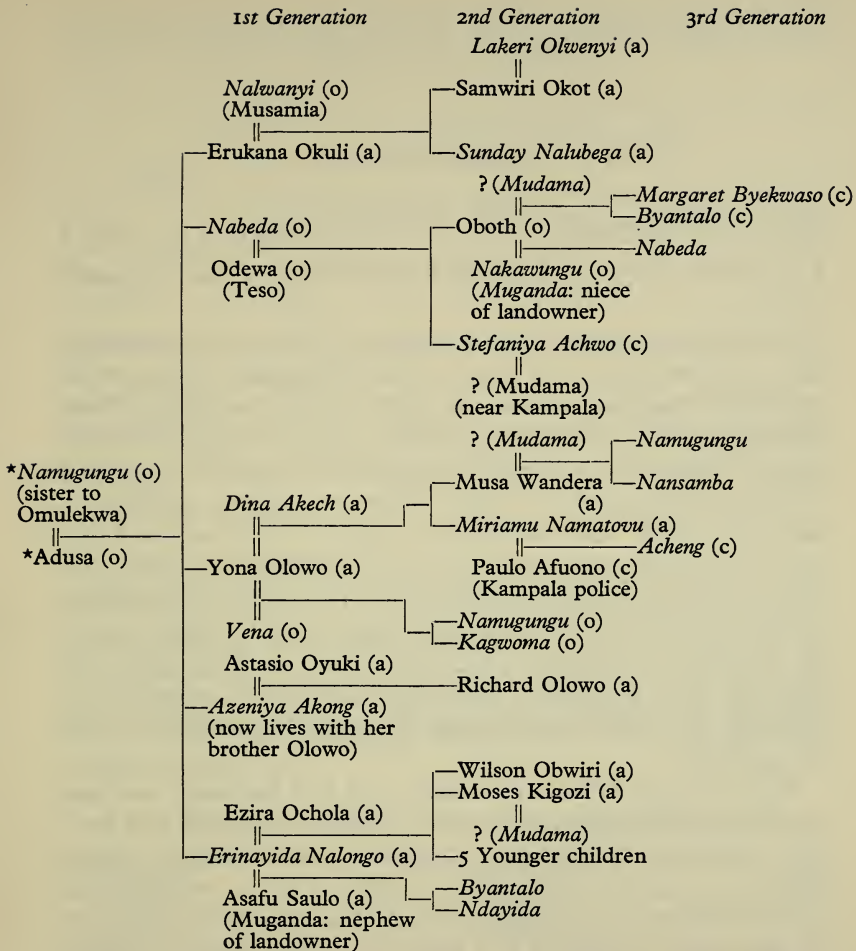 1st Generation 2nd Generation 3rd Generation
Lakeri Olwenyi (a)
Nalwanyi (o)
(Musamia)
Samwiri Okot (a)
Erukana Okuli (a)
Sunday Nalubega (a)
? (Mudama)
Margaret Byekwaso (c)
Byantalo (c)
Nabeda (o)
Oboth (o)
Nabeda
Odewa (o)
(Teso)
Nakawungu (o)
(Muganda: niece
of landowner)
Stefaniya Achwo (c)
? (Mudama)
(near Kampala)
? (Mudama)
Namugungu
*Namugungu (o)
(sister to
Omulekwa)
*Adusa (o)
Dina Akech (a)
Musa Wandera
(a)
Nansamba
Miriamu Namatovu (a)
Acheng (c)
Yona Olowo (a)
Paulo Afuono (c)
(Kampala police)
Vena (o)
Namugungu (o)
Kagwoma (o)
Astasio Oyuki (a)
Richard Olowo (a)
Azeniya Akong (a)
(now lives with her
brother Olowo)
Wilson Obwiri (a)
Moses Kigozi (a)
Ezira Ochola (a)
? (Mudama)
Erinayida Nalongo (a)
5 Younger children
Asafu Saulo (a)
(Muganda: nephew
of landowner)
Byantalo
Ndayida